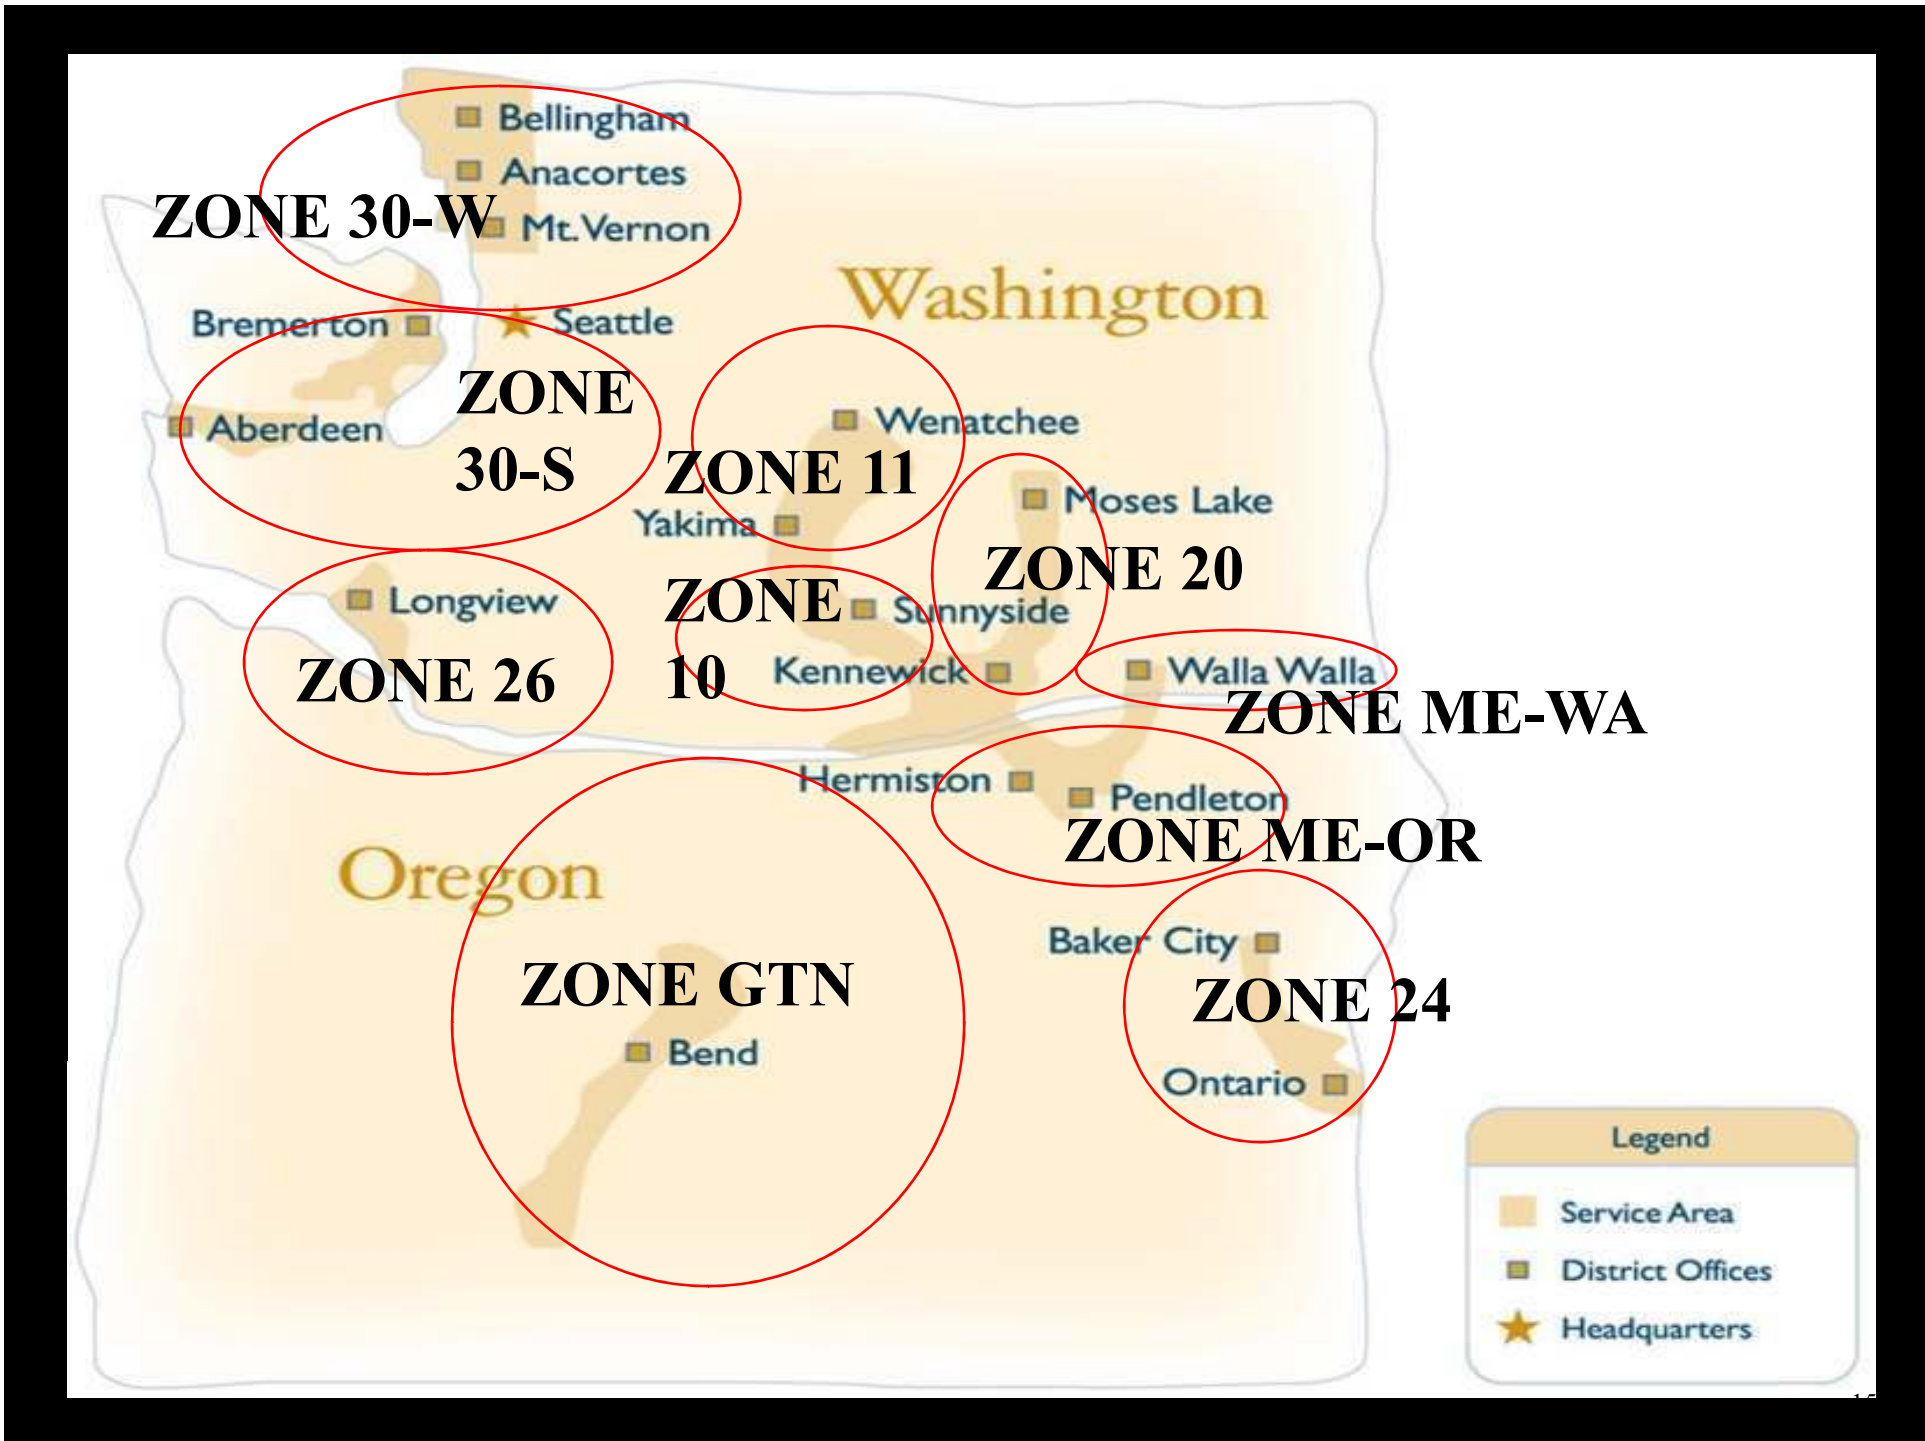 Bellingham
Anacortes
ZONE 30-W
Mt. Vernon
Washington
Bremerton
Seattle
ZONE
30-S
Aberdeen
Wenatchee
ZONE 11
Yakima
Moses Lake
ZONE 20
Longview
ZONE
10
Sunnyside
ZONE 26
Kennewick
Walla Walla
ZONE ME-WA
Hermiston
Pendleton
ZONE ME-OR
Oregon
Baker City
ZONE GTN
ZONE 24
Bend
Ontario
Legend
Service Area
District Offices
Headquarters